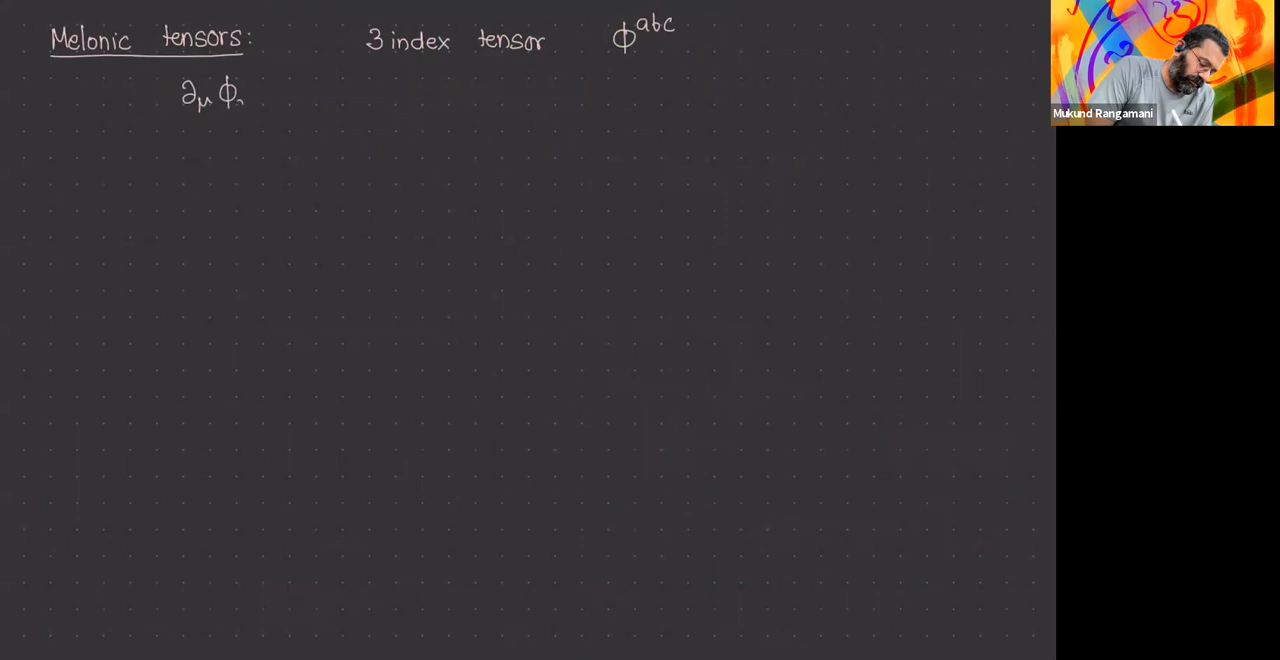 Melonic tensors: 3 index tensor ϕ^abc
∂_μ ϕ
Mukund Rangamani